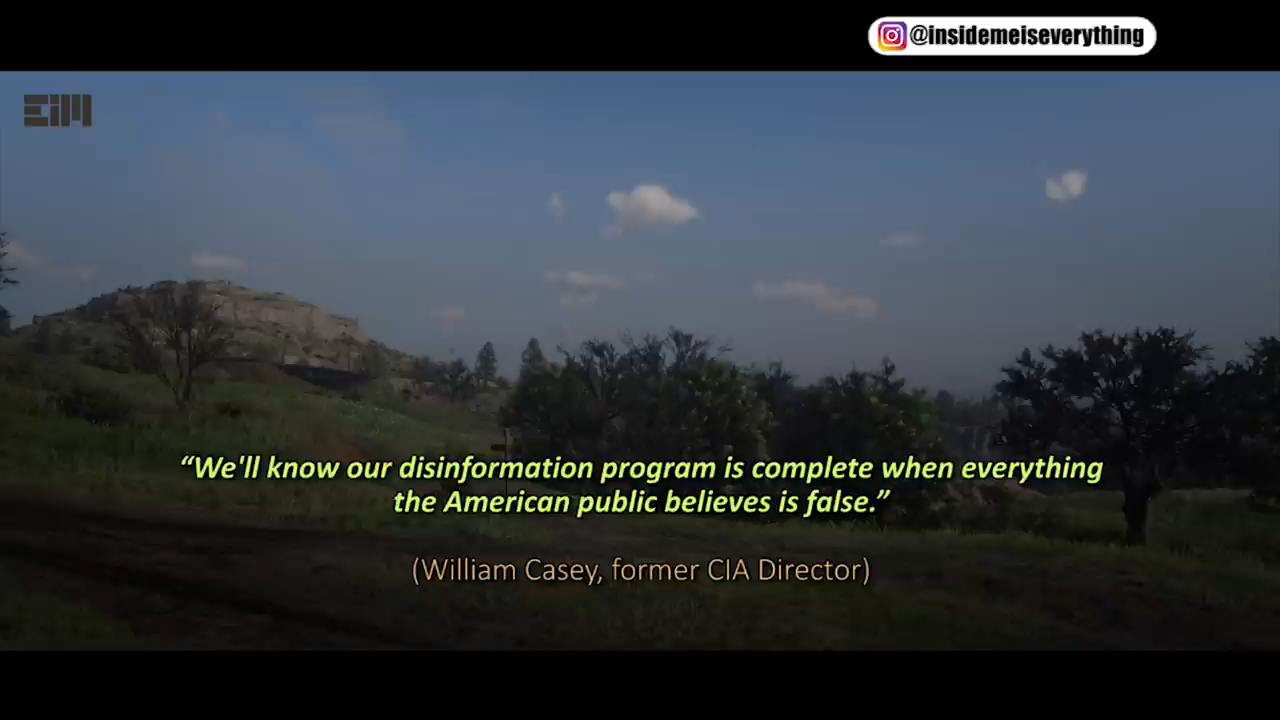 @insidemeiseverything
EiM
“We'll know our disinformation program is complete when everything
the American public believes is false.”
(William Casey, former CIA Director)